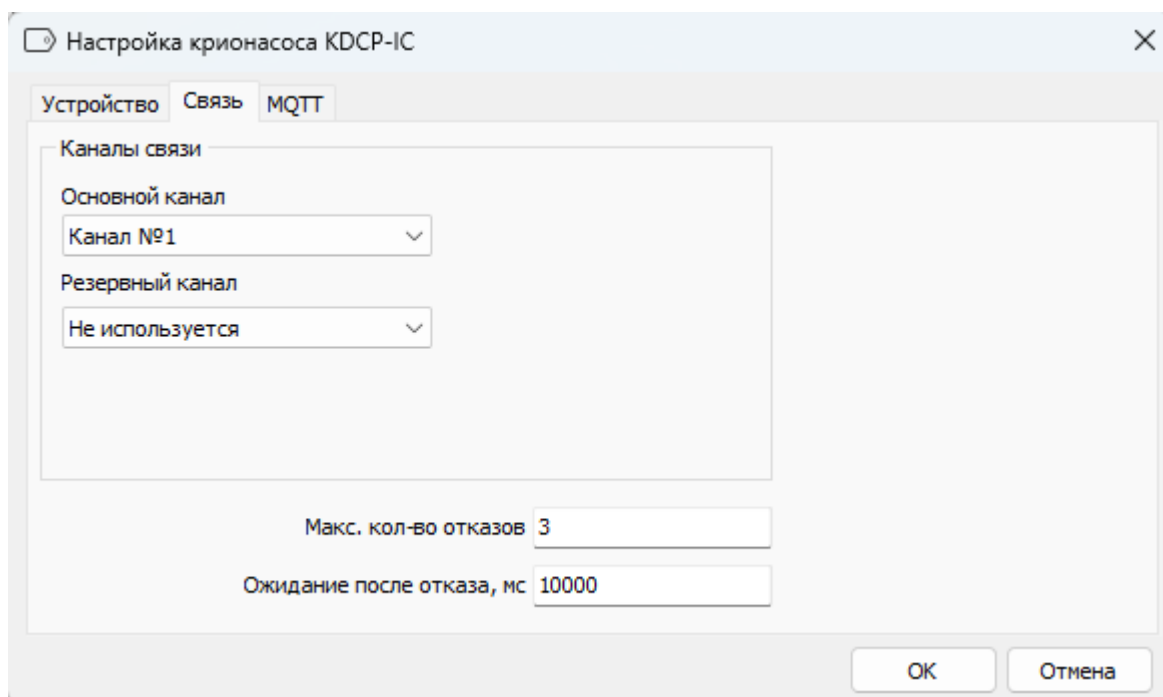 Настройка крионасоса KDCP-IC
Устройство Связь MQTT
Каналы связи
Основной канал
Канал №1
Резервный канал
Не используется
Макс. кол-во отказов 3
Ожидание после отказа, мс 10000
OK Отмена